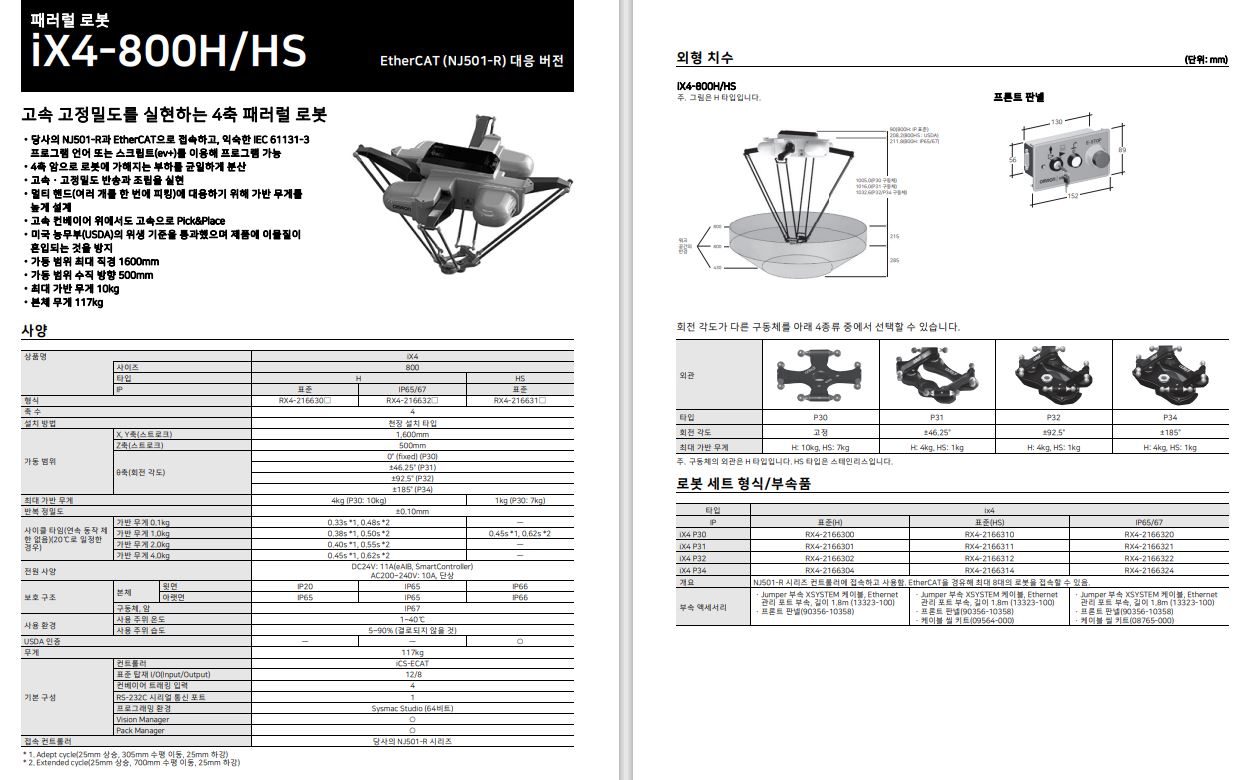 패러럴 로봇
iX4-800H/HS
EtherCAT (NJ501-R) 대응 버전
고속 고정밀도를 실현하는 4축 패러럴 로봇
• 당사의 NJ501-R과 EtherCAT으로 접속하고, 익숙한 IEC 61131-3
프로그램 언어 또는 스크립트(ev+)를 이용해 프로그램 가능
• 4축 암으로 로봇에 가해지는 부하를 균일하게 분산
• 고속 · 고정밀도 반송과 조립을 실현
• 멀티 핸드(여러 개를 한 번에 피킹)에 대응하기 위해 가반 무게를
높게 설계
• 고속 컨베이어 위에서도 고속으로 Pick&Place
• 미국 농무부(USDA)의 위생 기준을 통과했으며 제품에 이물질이
혼입되는 것을 방지
• 가동 범위 최대 직경 1600mm
• 가동 범위 수직 방향 500mm
• 최대 가반 무게 10kg
• 본체 무게 117kg
사양
상품명 iX4
사이즈 800
타입 H HS
IP 표준 IP65/67 표준
형식 RX4-216630□ RX4-216632□ RX4-216631□
축 수 4
설치 방법 천장 설치 타입
가동 범위 X, Y축(스트로크) 1,600mm
Z축(스트로크) 500mm
θ축(회전 각도) 0° (fixed) (P30)
±46.25° (P31)
±92.5° (P32)
±185° (P34)
최대 가반 무게 4kg (P30: 10kg) 1kg (P30: 7kg)
반복 정밀도 ±0.10mm
사이클 타임(연속 동작 제
한 없음)(20℃로 일정한
경우)
가반 무게 0.1kg 0.33s *1, 0.48s *2 —
가반 무게 1.0kg 0.38s *1, 0.50s *2 0.45s *1, 0.62s *2
가반 무게 2.0kg 0.40s *1, 0.55s *2 —
가반 무게 4.0kg 0.45s *1, 0.62s *2 —
전원 사양 DC24V: 11A(eAIB, SmartController)
AC200~240V: 10A, 단상
보호 구조 본체 윗면 IP20 IP65 IP66
아랫면 IP65 IP65 IP66
구동체, 암 IP67
사용 환경 사용 주위 온도 1~40℃
사용 주위 습도 5~90% (결로되지 않을 것)
USDA 인증 — — ○
무게 117kg
기본 구성 컨트롤러 iCS-ECAT
표준 탑재 I/O(Input/Output) 12/8
컨베이어 트래킹 입력 4
RS-232C 시리얼 통신 포트 1
프로그래밍 환경 Sysmac Studio (64비트)
Vision Manager ○
Pack Manager ○
접속 컨트롤러 당사의 NJ501-R 시리즈
* 1. Adept cycle(25mm 상승, 305mm 수평 이동, 25mm 하강)
* 2. Extended cycle(25mm 상승, 700mm 수평 이동, 25mm 하강)
외형 치수
(단위: mm)
iX4-800H/HS
주. 그림은 H 타입입니다.
90(800H: IP 표준)
208.2(800HS : USDA)
211.8(800H: IP65/67)
1005.0(P30 구동체)
1016.0(P31 구동체)
1032.6(P32/P34 구동체)
워크
공간의
반경
800
800
430
215
285
프론트 판넬
130
56
89
152
E-STOP
OMRON
회전 각도가 다른 구동체를 아래 4종류 중에서 선택할 수 있습니다.
외관
타입 P30 P31 P32 P34
회전 각도 고정 ±46.25° ±92.5° ±185°
최대 가반 무게 H: 10kg, HS: 7kg H: 4kg, HS: 1kg H: 4kg, HS: 1kg H: 4kg, HS: 1kg
주. 구동체의 외관은 H 타입입니다. HS 타입은 스테인리스입니다.
로봇 세트 형식/부속품
타입 ix4
IP 표준(H) 표준(HS) IP65/67
iX4 P30 RX4-2166300 RX4-2166310 RX4-2166320
iX4 P31 RX4-2166301 RX4-2166311 RX4-2166321
iX4 P32 RX4-2166302 RX4-2166312 RX4-2166322
iX4 P34 RX4-2166304 RX4-2166314 RX4-2166324
개요 NJ501-R 시리즈 컨트롤러에 접속하고 사용함. EtherCAT을 경유해 최대 8대의 로봇을 접속할 수 있음.
부속 액세서리
· Jumper 부속 XSYSTEM 케이블, Ethernet
관리 포트 부속, 길이 1.8m (13323-100)
· 프론트 판넬(90356-10358)
· Jumper 부속 XSYSTEM 케이블, Ethernet
관리 포트 부속, 길이 1.8m (13323-100)
· 프론트 판넬(90356-10358)
· 케이블 씰 키트(09564-000)
· Jumper 부속 XSYSTEM 케이블, Ethernet
관리 포트 부속, 길이 1.8m (13323-100)
· 프론트 판넬(90356-10358)
· 케이블 씰 키트(08765-000)